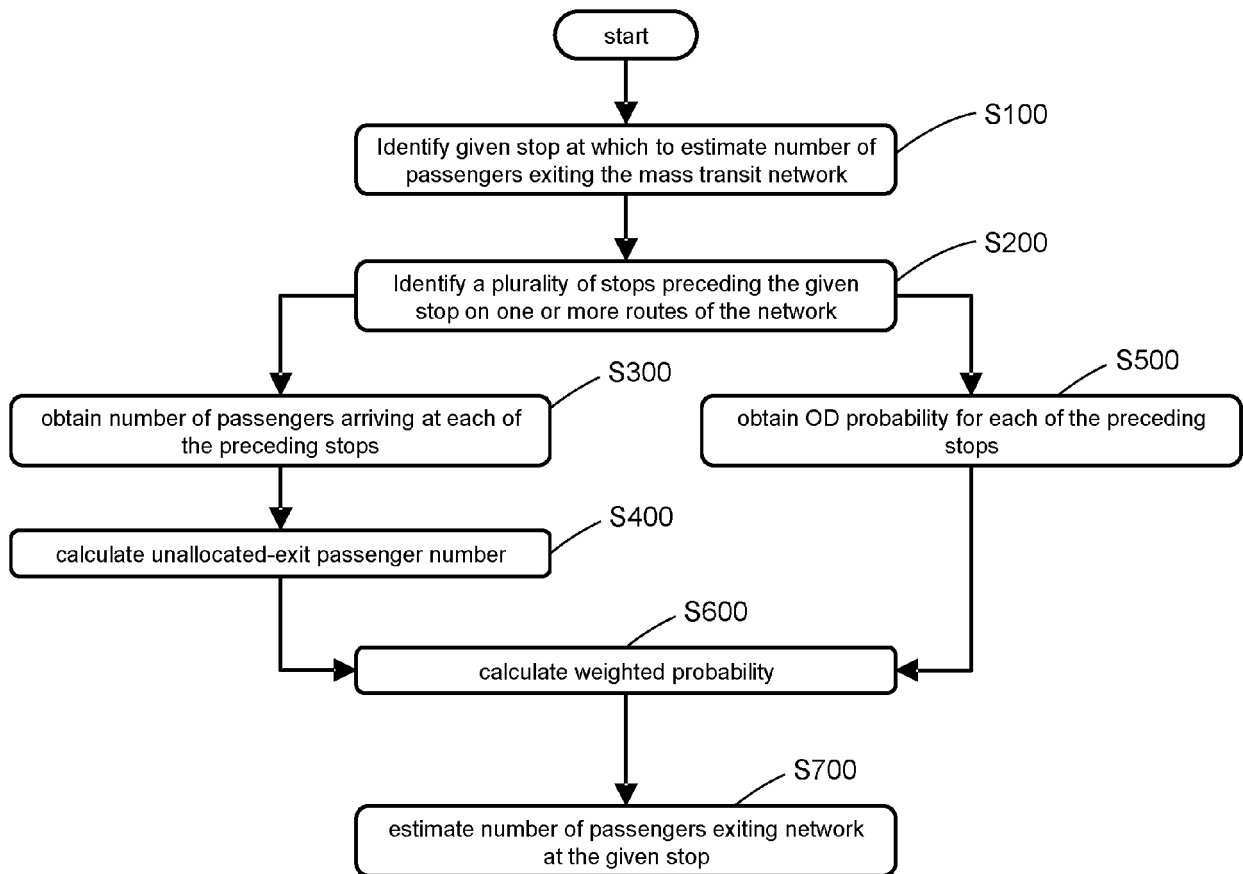 start
S100
Identify given stop at which to estimate number of
passengers exiting the mass transit network
S200
Identify a plurality of stops preceding the given
stop on one or more routes of the network
S300
obtain number of passengers arriving at each of
the preceding stops
S500
obtain OD probability for each of the preceding
stops
S400
calculate unallocated-exit passenger number
S600
calculate weighted probability
S700
estimate number of passengers exiting network
at the given stop